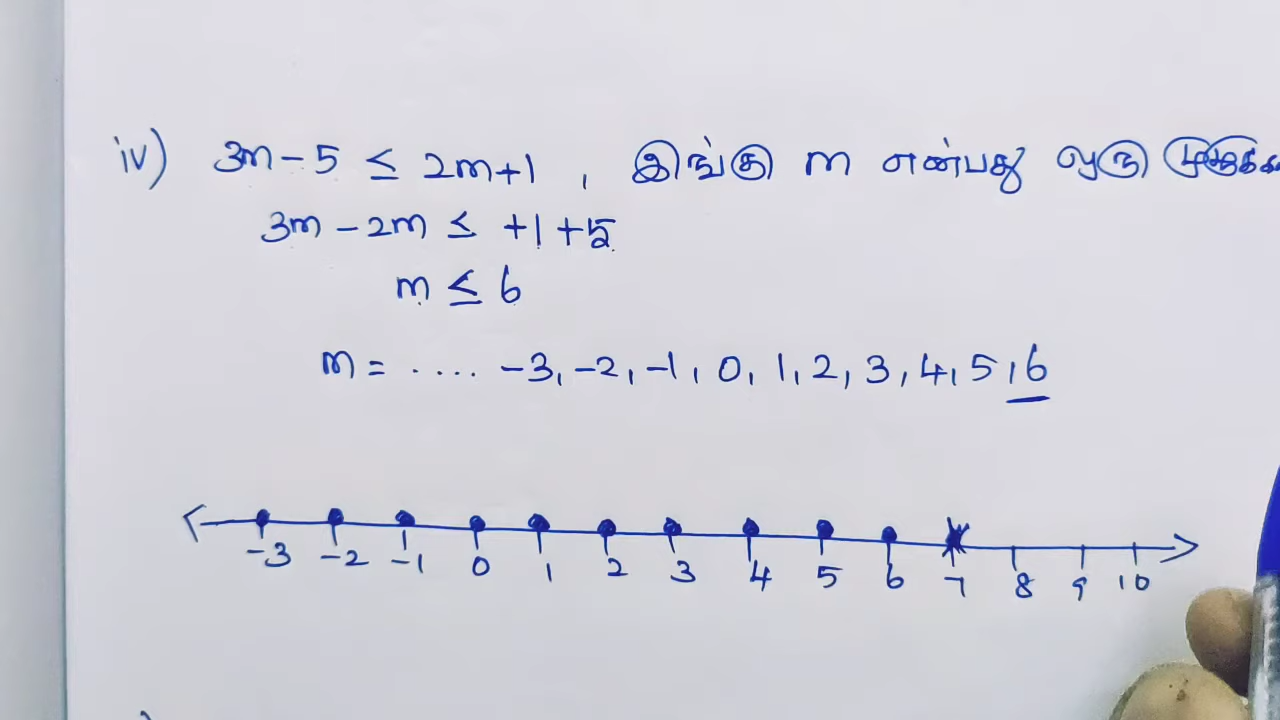 iv) 3m - 5 ≤ 2m+1 , இங்கு m என்பது ஒரு
3m - 2m ≤ +1 +5
m ≤ 6
m = .... -3, -2, -1, 0, 1, 2, 3, 4, 5, 6
-3 -2 -1 0 1 2 3 4 5 6 7 8 9 10